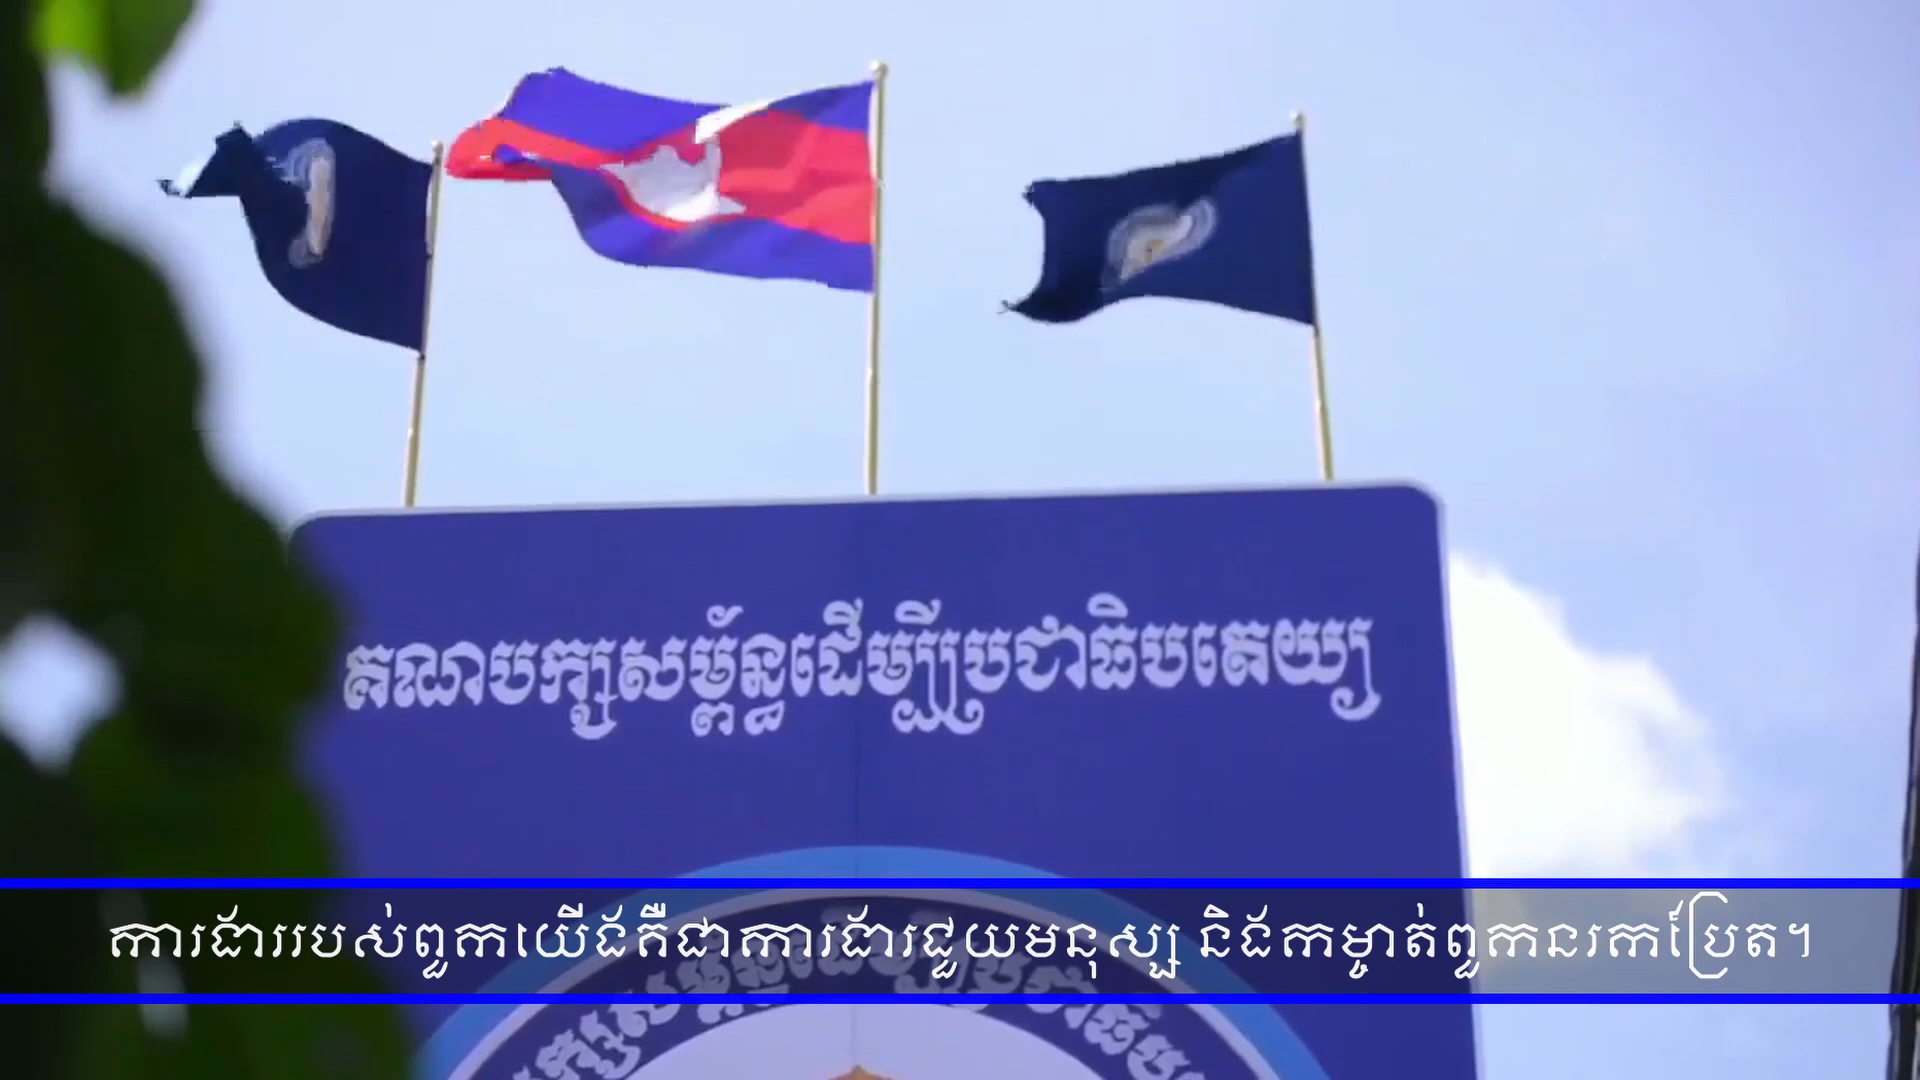 គណបក្សសម្ព័ន្ធដើម្បីប្រជាធិបតេយ្យ
ការងាររបស់ពួកយើងគឺជាការងារជួយមនុស្ស និងកម្ចាត់ពួកនរកប្រែត។